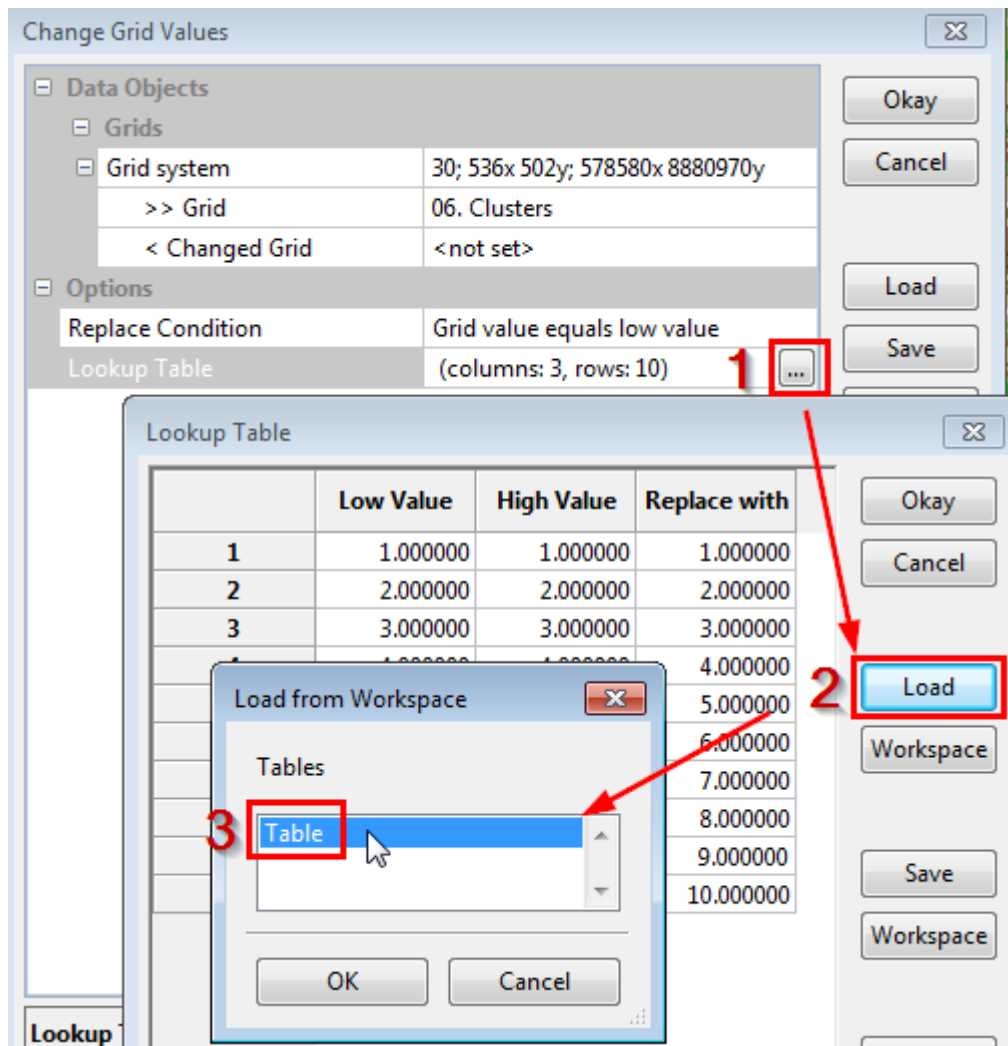 Change Grid Values
Data Objects
Okay
Grids
Grid system 30; 536x 502y; 578580x 8880970y
Cancel
>> Grid 06. Clusters
< Changed Grid <not set>
Options
Load
Replace Condition Grid value equals low value
Save
Lookup Table (columns: 3, rows: 10) 1 ...
Lookup Table
Low Value High Value Replace with
Okay
1 1.000000 1.000000 1.000000
Cancel
2 2.000000 2.000000 2.000000
3 3.000000 3.000000 3.000000
4.000000
2 Load
Load from Workspace
5.000000
6.000000
Workspace
Tables
7.000000
8.000000
3 Table
9.000000
Save
10.000000
Workspace
OK Cancel
Lookup